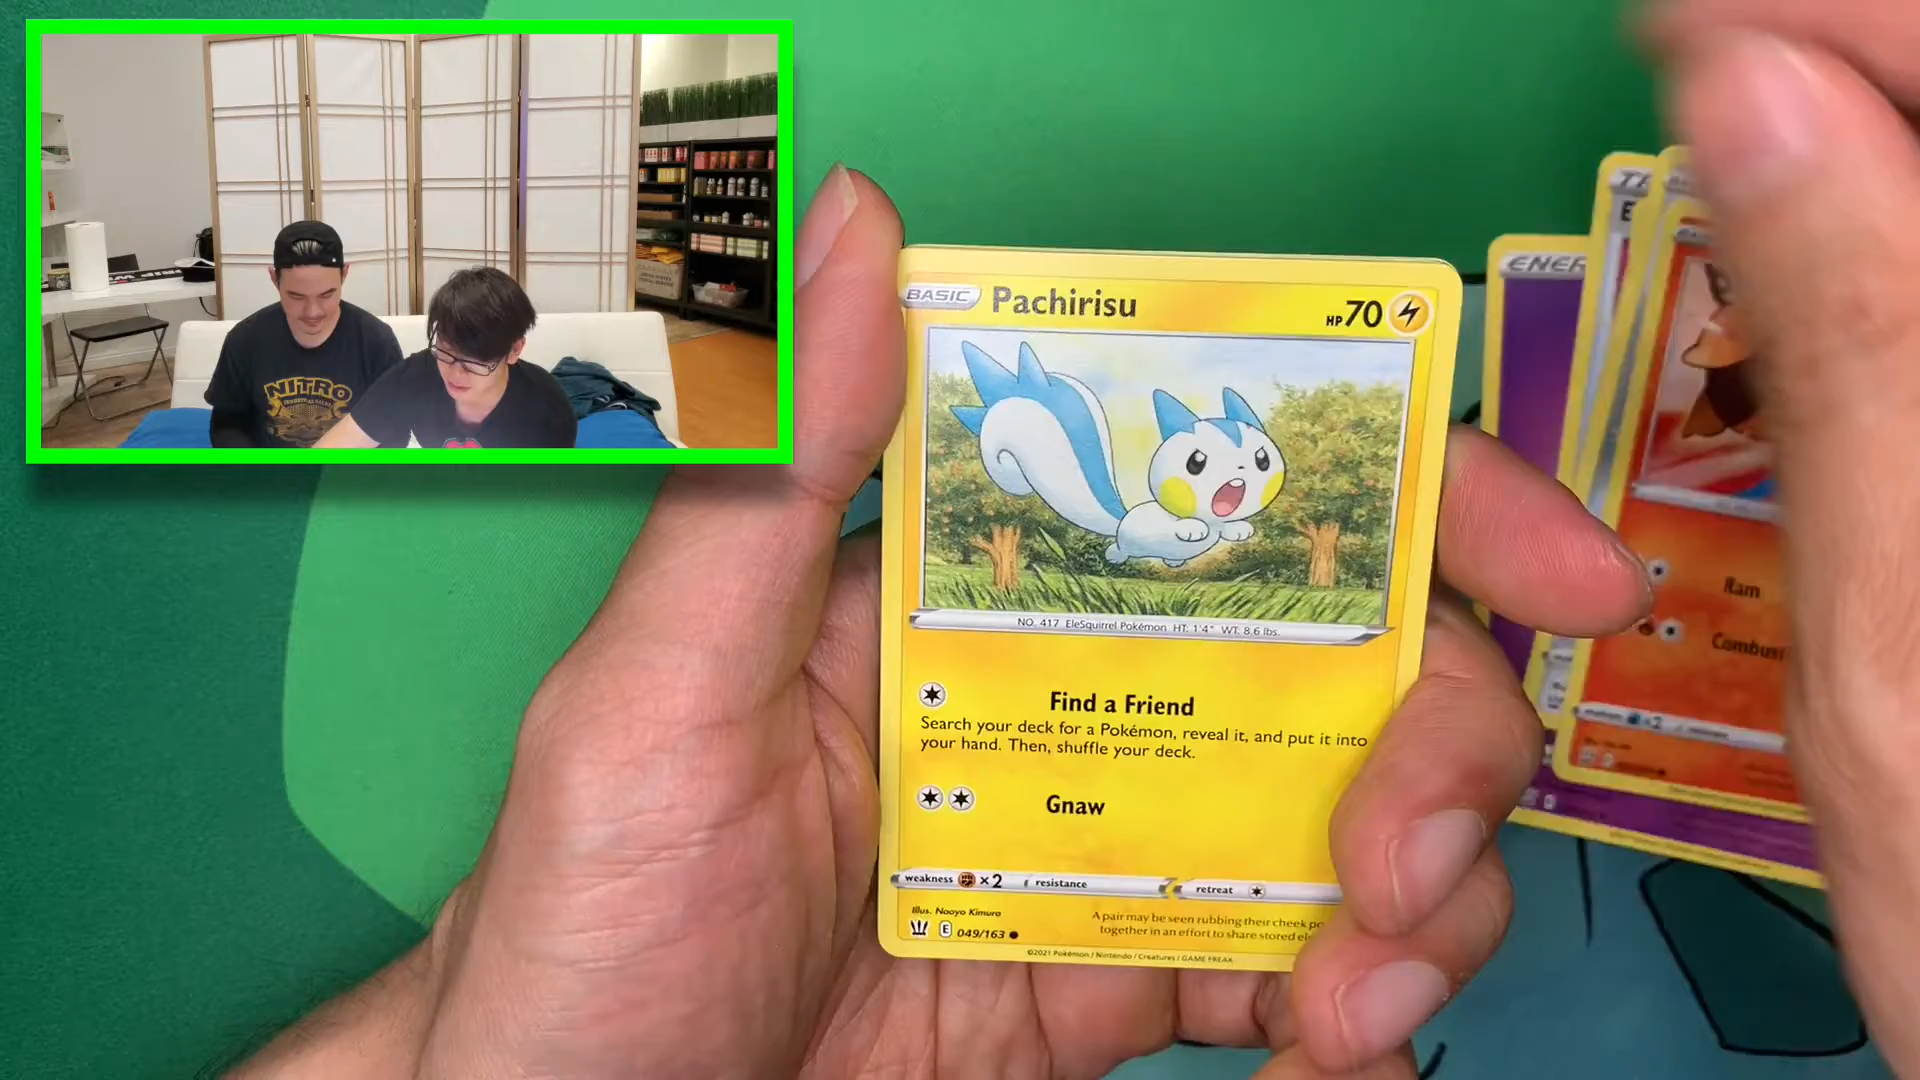 NITRO
BASIC Pachirisu HP 70
NO. 417 EleSquirrel Pokémon HT: 1'4" WT: 8.6 lbs.
Find a Friend
Search your deck for a Pokémon, reveal it, and put it into
your hand. Then, shuffle your deck.
Gnaw
weakness ×2 resistance retreat
Illus. Naoyo Kimura
E 049/163
A pair may be seen rubbing their cheek
together in an effort to share stored
©2021 Pokémon / Nintendo / Creatures / GAME FREAK
ENER
Ram
Combust